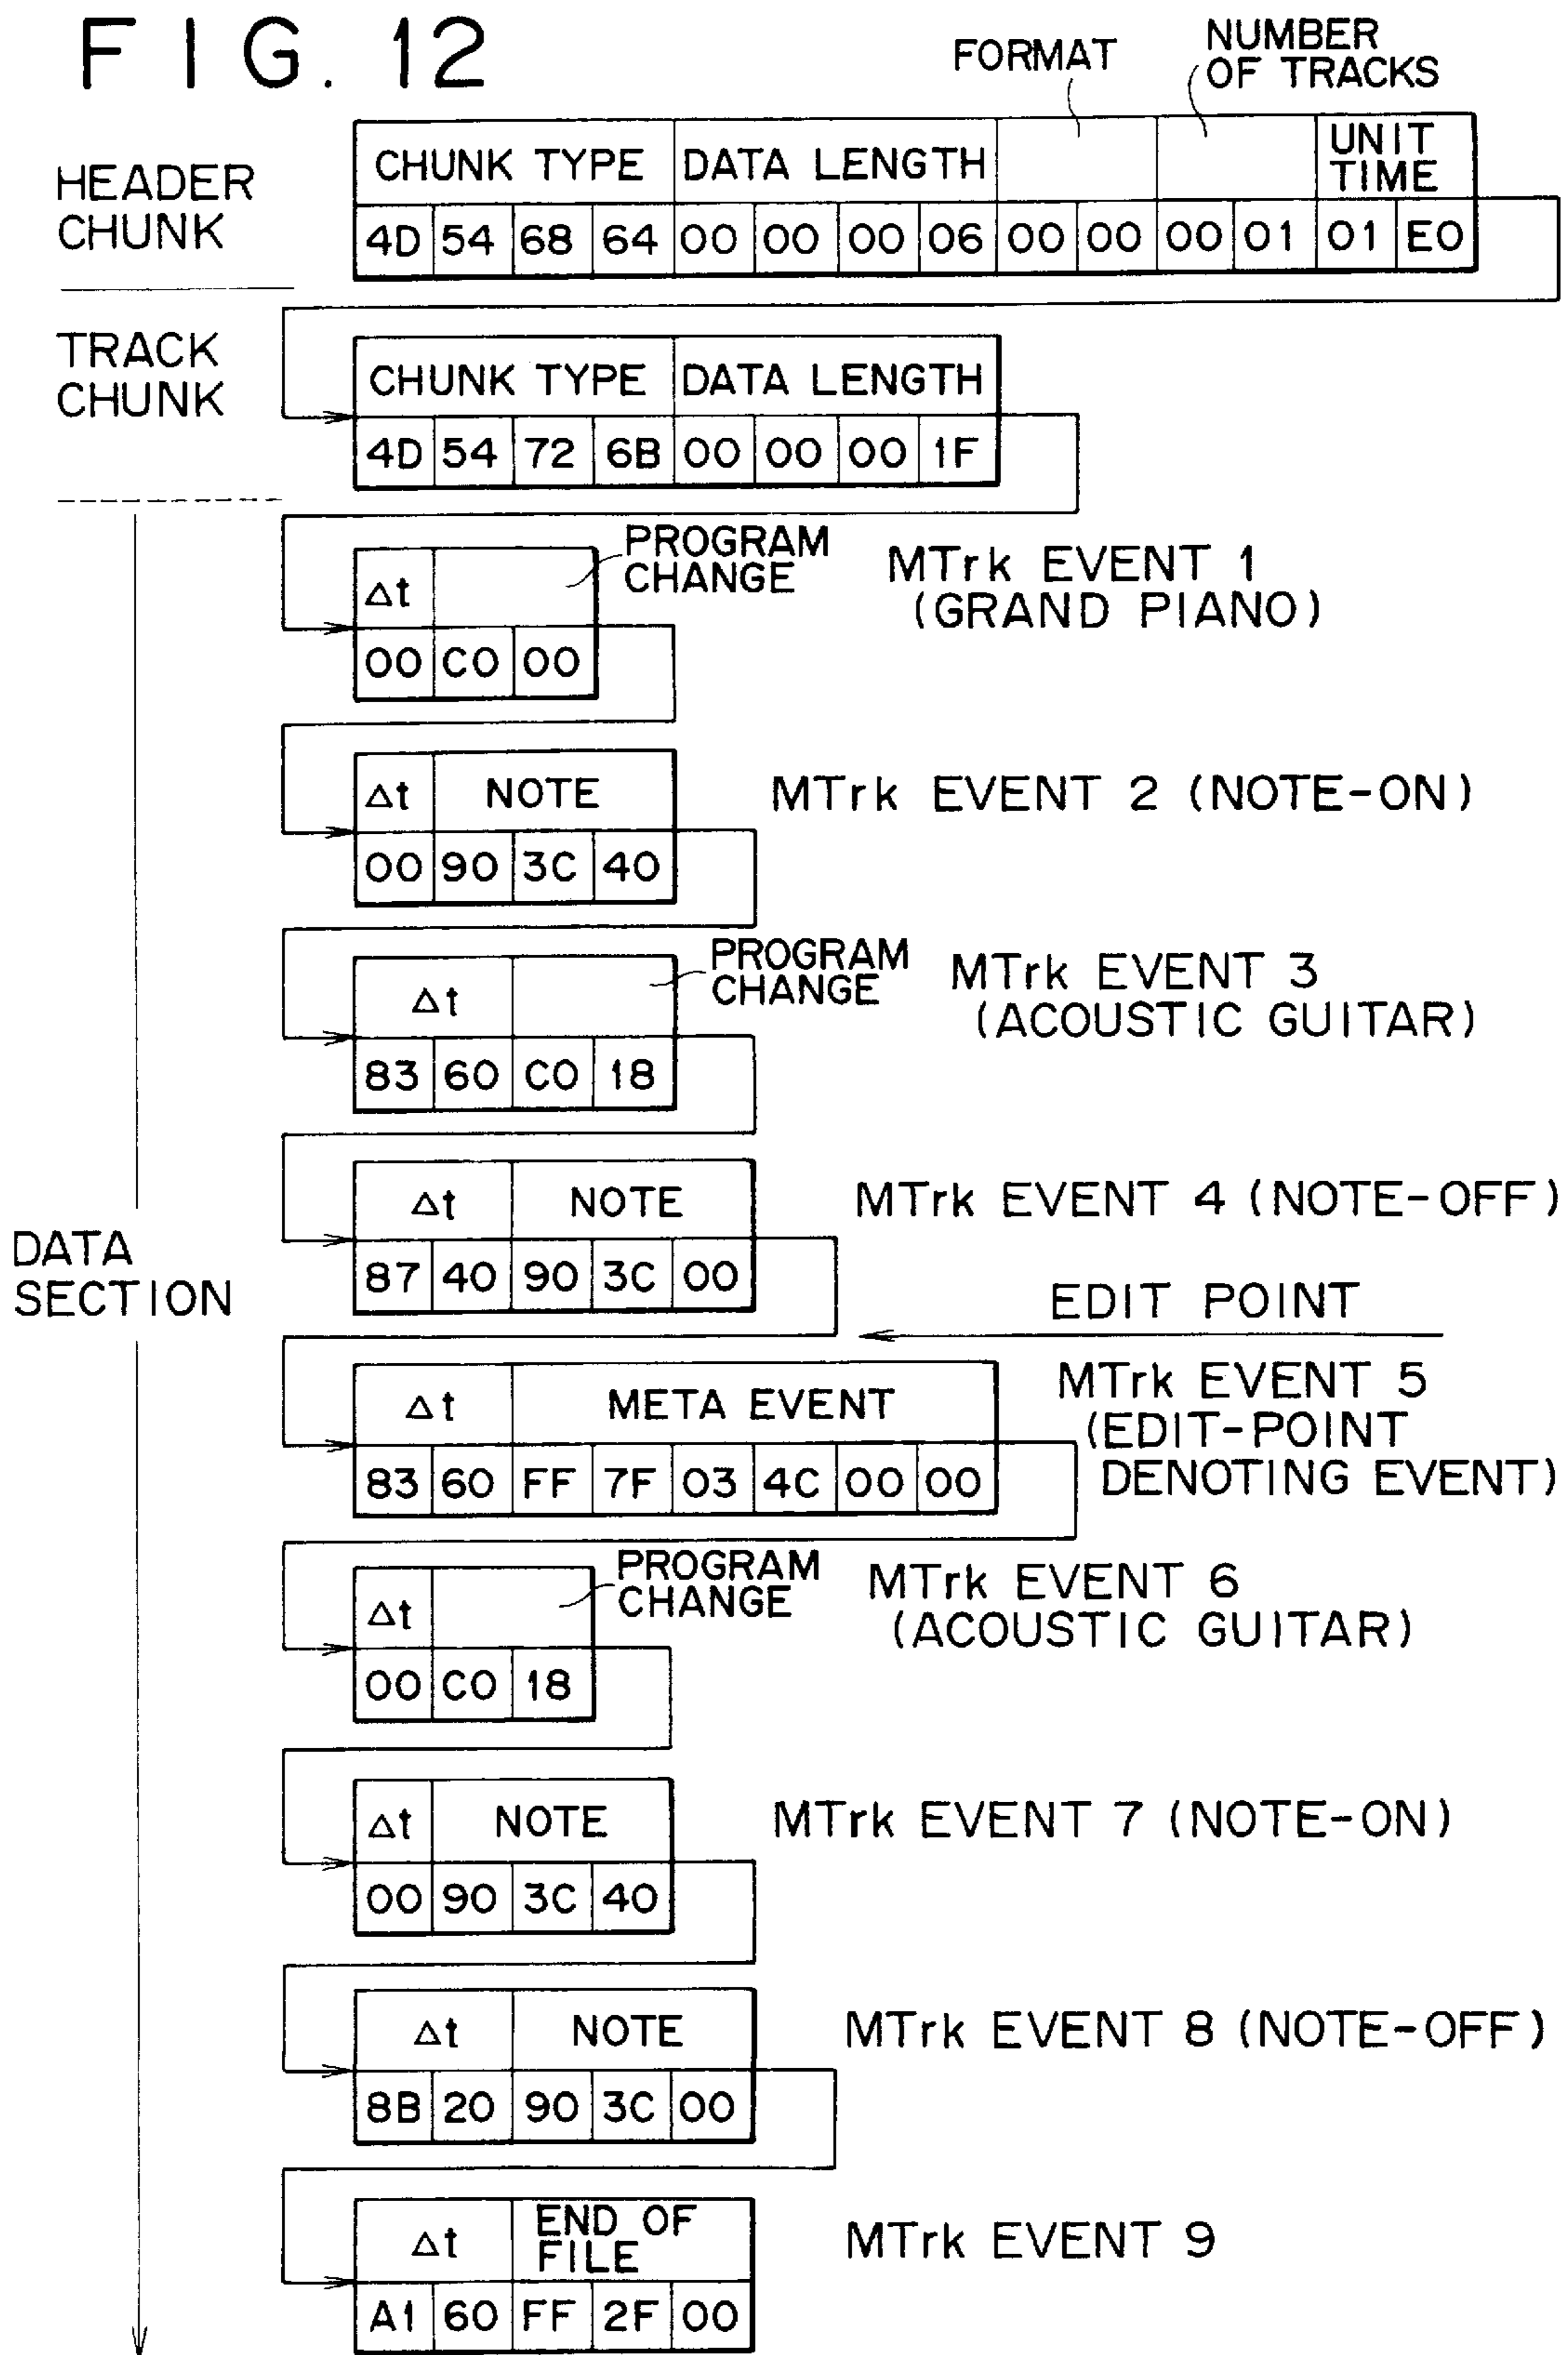 FIG. 12
FORMAT
NUMBER
OF TRACKS
HEADER
CHUNK
CHUNK TYPE DATA LENGTH UNIT
TIME
4D 54 68 64 00 00 00 06 00 00 00 01 01 E0
TRACK
CHUNK
CHUNK TYPE DATA LENGTH
4D 54 72 6B 00 00 00 1F
Δt
PROGRAM
CHANGE
MTrk EVENT 1
(GRAND PIANO)
00 C0 00
Δt NOTE
MTrk EVENT 2 (NOTE-ON)
00 90 3C 40
Δt
PROGRAM
CHANGE
MTrk EVENT 3
(ACOUSTIC GUITAR)
83 60 C0 18
Δt NOTE
MTrk EVENT 4 (NOTE-OFF)
87 40 90 3C 00
DATA
SECTION
EDIT POINT
Δt META EVENT
MTrk EVENT 5
(EDIT-POINT
DENOTING EVENT)
83 60 FF 7F 03 4C 00 00
Δt
PROGRAM
CHANGE
MTrk EVENT 6
(ACOUSTIC GUITAR)
00 C0 18
Δt NOTE
MTrk EVENT 7 (NOTE-ON)
00 90 3C 40
Δt NOTE
MTrk EVENT 8 (NOTE-OFF)
8B 20 90 3C 00
Δt END OF
FILE
MTrk EVENT 9
A1 60 FF 2F 00